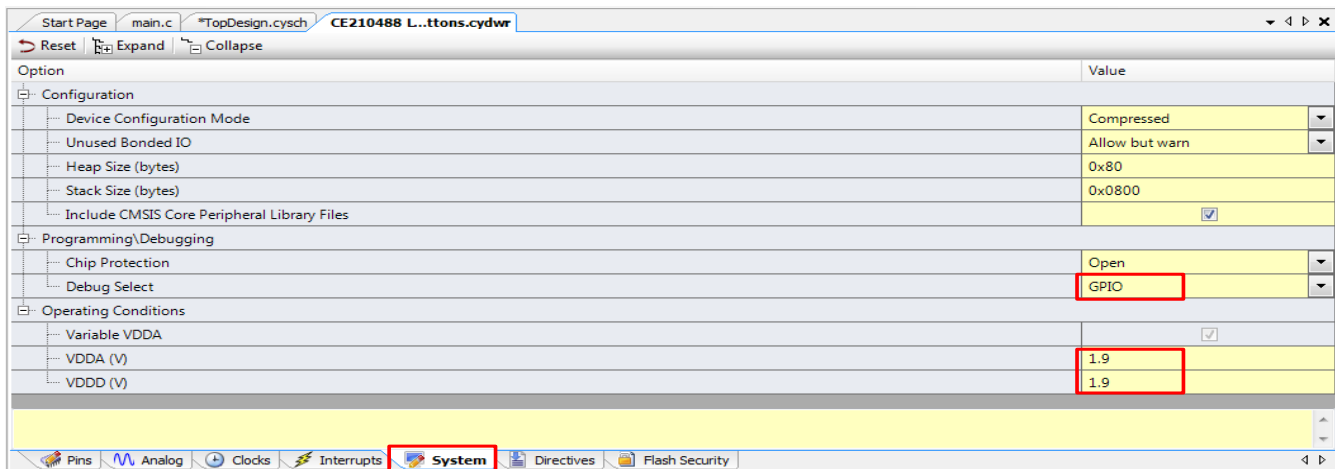 Start Page main.c *TopDesign.cysch CE210488 L...ttons.cydwr
Reset Expand Collapse
Option Value
Configuration
Device Configuration Mode Compressed
Unused Bonded IO Allow but warn
Heap Size (bytes) 0x80
Stack Size (bytes) 0x0800
Include CMSIS Core Peripheral Library Files
Programming\Debugging
Chip Protection Open
Debug Select GPIO
Operating Conditions
Variable VDDA
VDDA (V) 1.9
VDDD (V) 1.9
Pins Analog Clocks Interrupts System Directives Flash Security